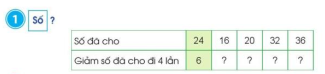 1 Số ?
Số đã cho 24 16 20 32 36
Giảm số đã cho đi 4 lần 6 ? ? ? ?